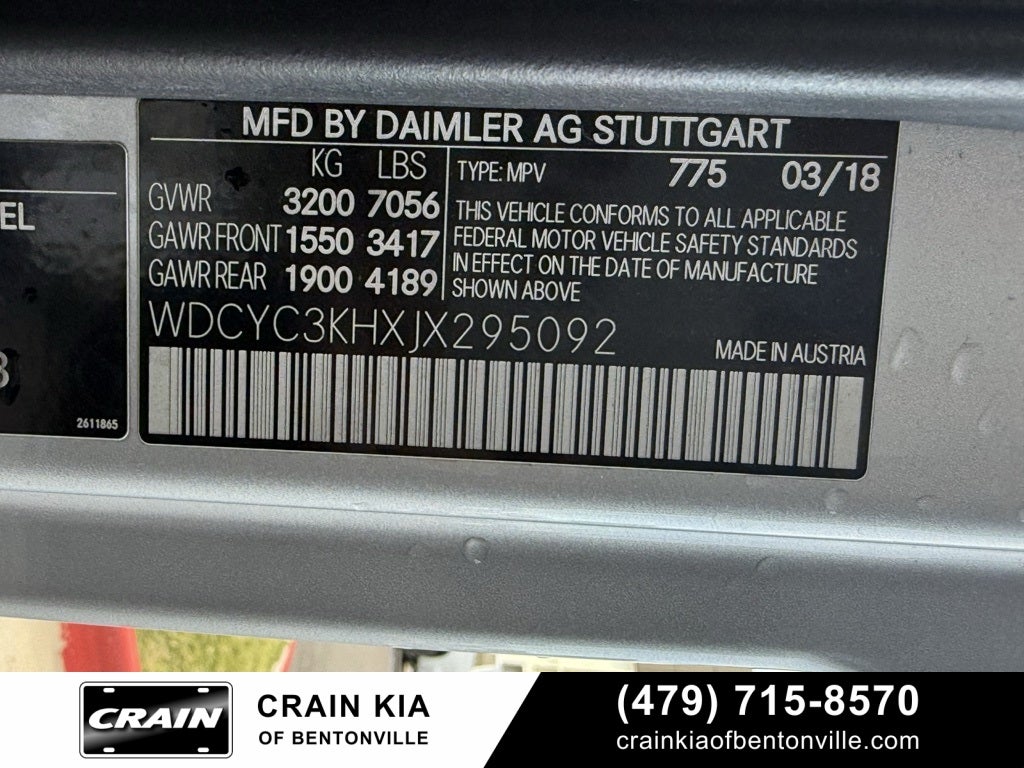 MFD BY DAIMLER AG STUTTGART
KG LBS
GVWR 3200 7056
GAWR FRONT 1550 3417
GAWR REAR 1900 4189
TYPE: MPV 775 03/18
THIS VEHICLE CONFORMS TO ALL APPLICABLE
FEDERAL MOTOR VEHICLE SAFETY STANDARDS
IN EFFECT ON THE DATE OF MANUFACTURE
SHOWN ABOVE
WDCYC3KHXJX295092
MADE IN AUSTRIA
2611865
CRAIN
CRAIN KIA
OF BENTONVILLE
(479) 715-8570
crainkiaofbentonville.com